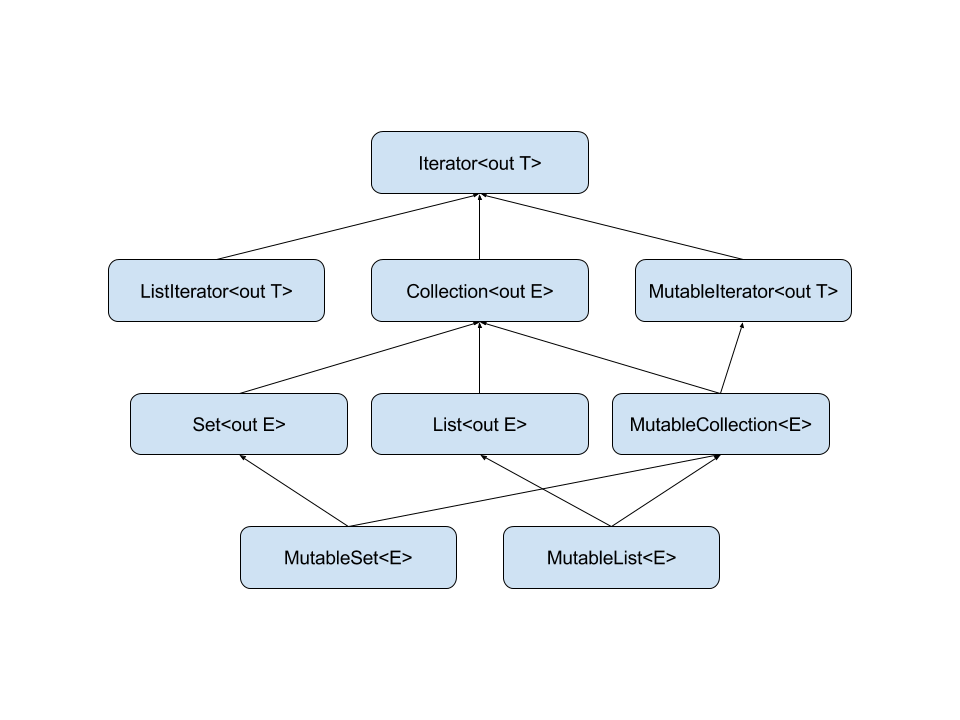 Iterator<out T>
ListIterator<out T>
Collection<out E>
MutableIterator<out T>
Set<out E>
List<out E>
MutableCollection<E>
MutableSet<E>
MutableList<E>